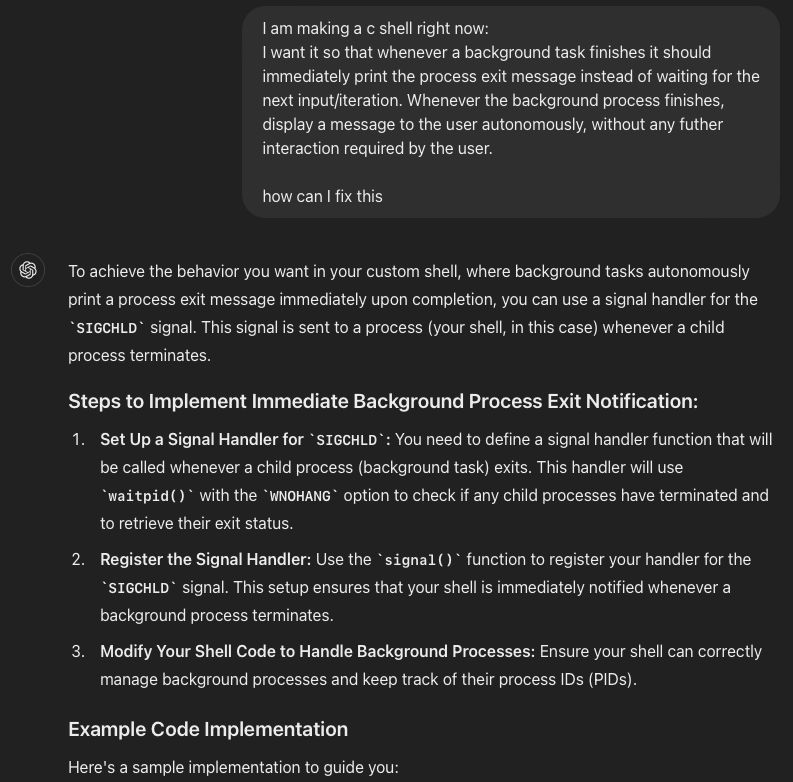 I am making a c shell right now:
I want it so that whenever a background task finishes it should
immediately print the process exit message instead of waiting for the
next input/iteration. Whenever the background process finishes,
display a message to the user autonomously, without any futher
interaction required by the user.
how can I fix this
To achieve the behavior you want in your custom shell, where background tasks autonomously
print a process exit message immediately upon completion, you can use a signal handler for the
`SIGCHLD` signal. This signal is sent to a process (your shell, in this case) whenever a child
process terminates.
Steps to Implement Immediate Background Process Exit Notification:
1. Set Up a Signal Handler for `SIGCHLD`: You need to define a signal handler function that will
be called whenever a child process (background task) exits. This handler will use
`waitpid()` with the `WNOHANG` option to check if any child processes have terminated and
to retrieve their exit status.
2. Register the Signal Handler: Use the `signal()` function to register your handler for the
`SIGCHLD` signal. This setup ensures that your shell is immediately notified whenever a
background process terminates.
3. Modify Your Shell Code to Handle Background Processes: Ensure your shell can correctly
manage background processes and keep track of their process IDs (PIDs).
Example Code Implementation
Here's a sample implementation to guide you: